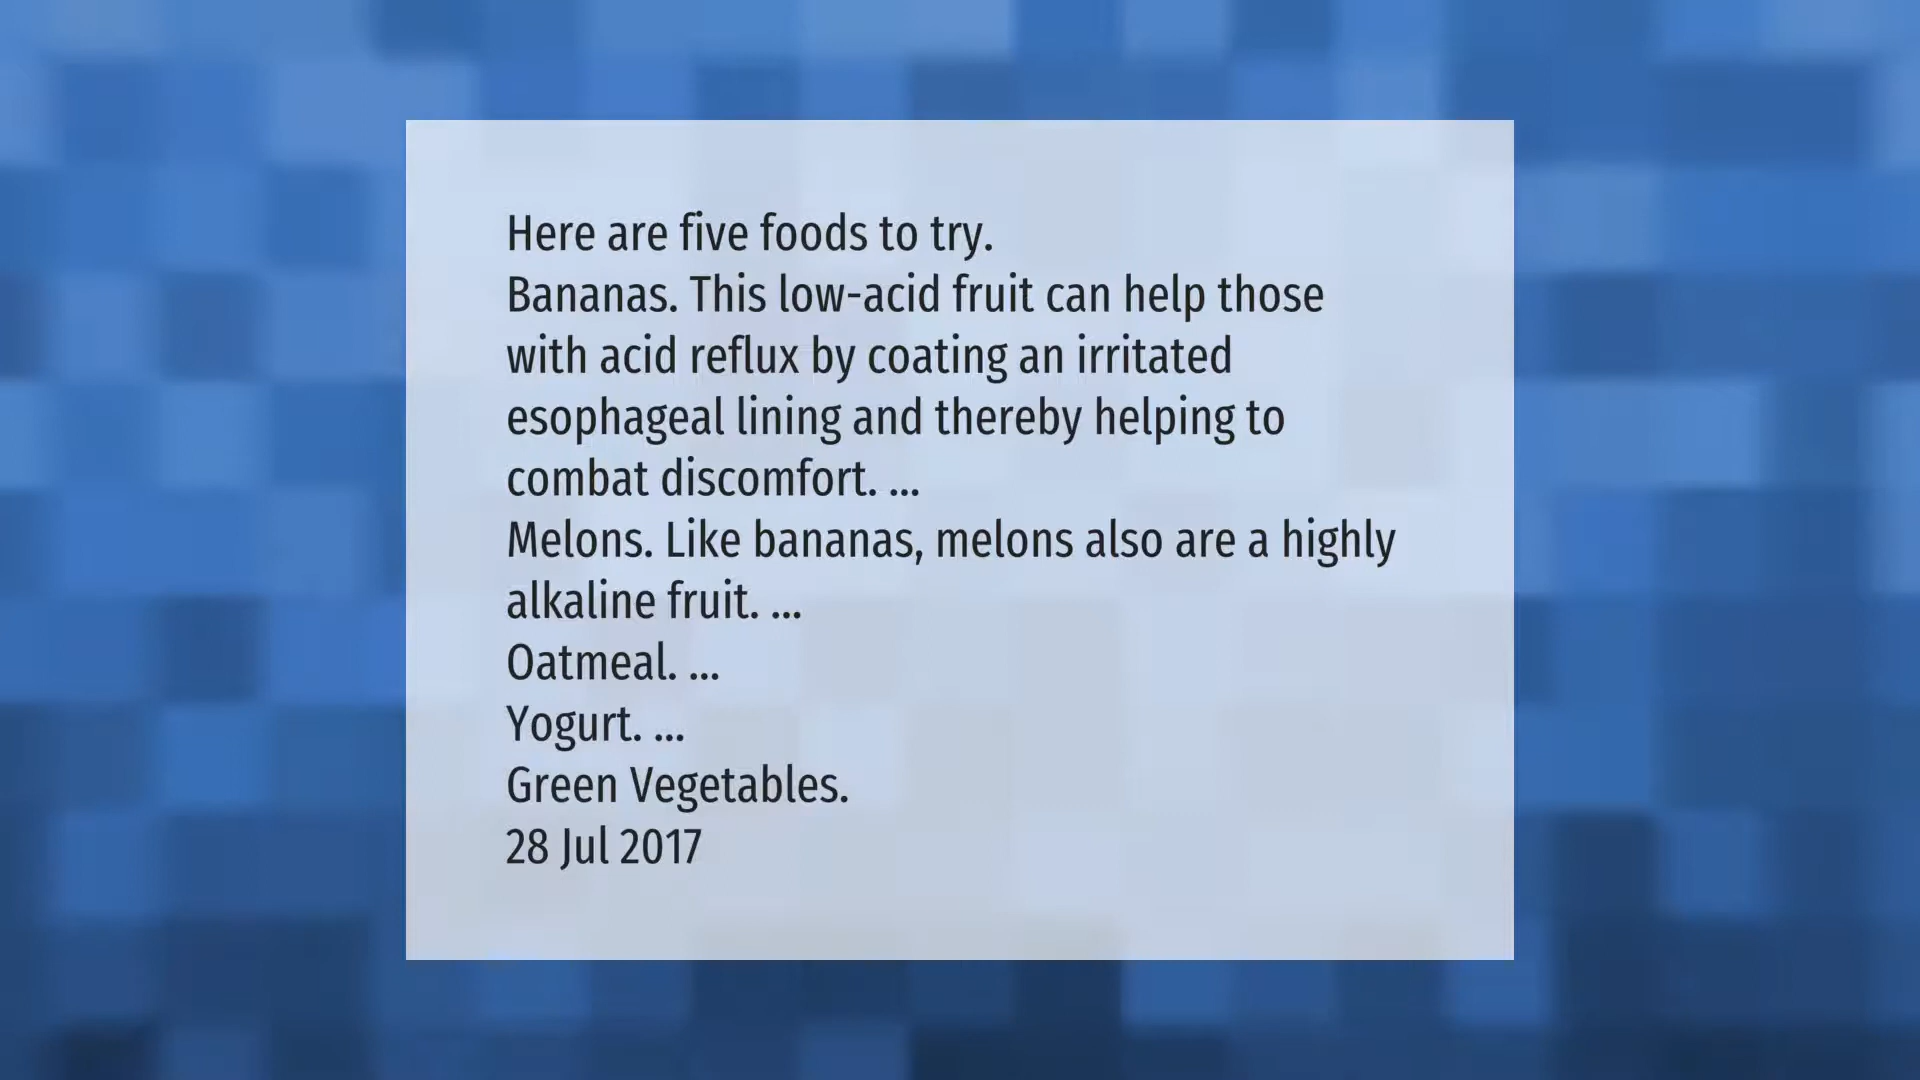 Here are five foods to try.
Bananas. This low-acid fruit can help those
with acid reflux by coating an irritated
esophageal lining and thereby helping to
combat discomfort. ...
Melons. Like bananas, melons also are a highly
alkaline fruit. ...
Oatmeal. ...
Yogurt. ...
Green Vegetables.
28 Jul 2017